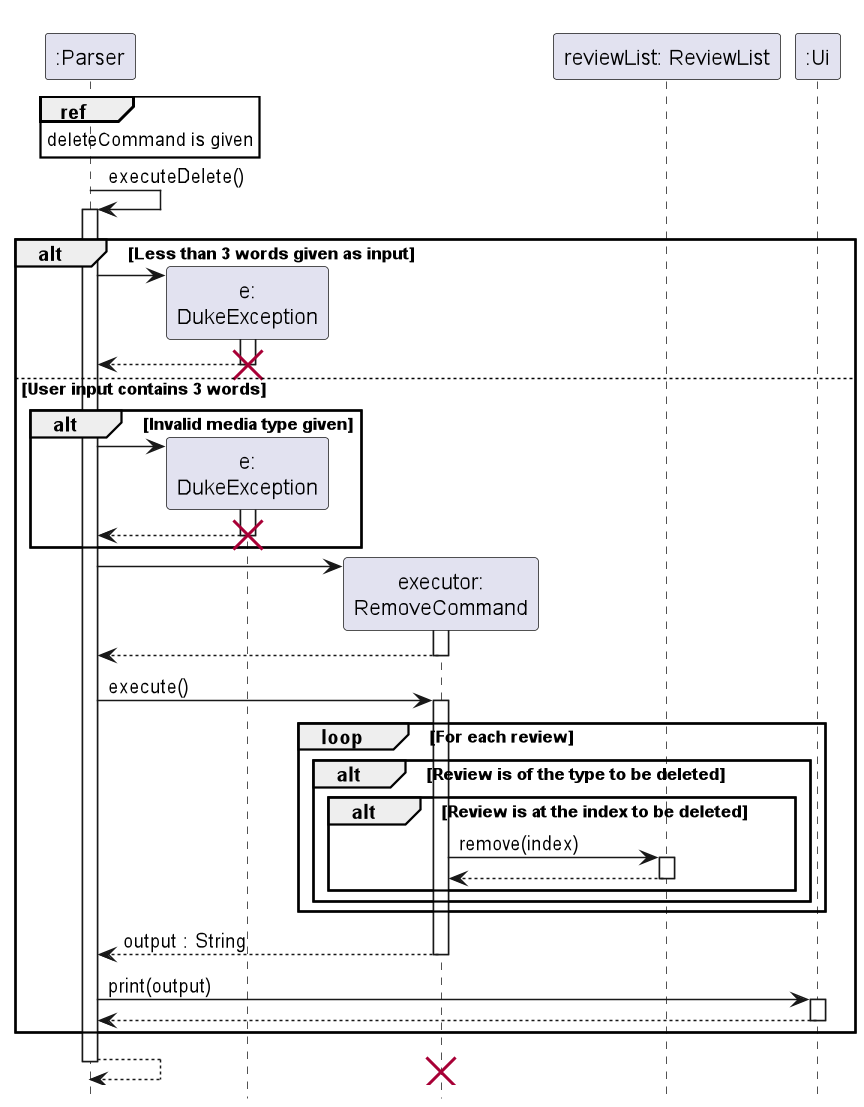 :Parser
reviewList: ReviewList
:Ui
ref
deleteCommand is given
executeDelete()
alt
[Less than 3 words given as input]
e:
DukeException
[User input contains 3 words]
alt
[Invalid media type given]
e:
DukeException
executor:
RemoveCommand
execute()
loop
[For each review]
alt
[Review is of the type to be deleted]
alt
[Review is at the index to be deleted]
remove(index)
output : String
print(output)